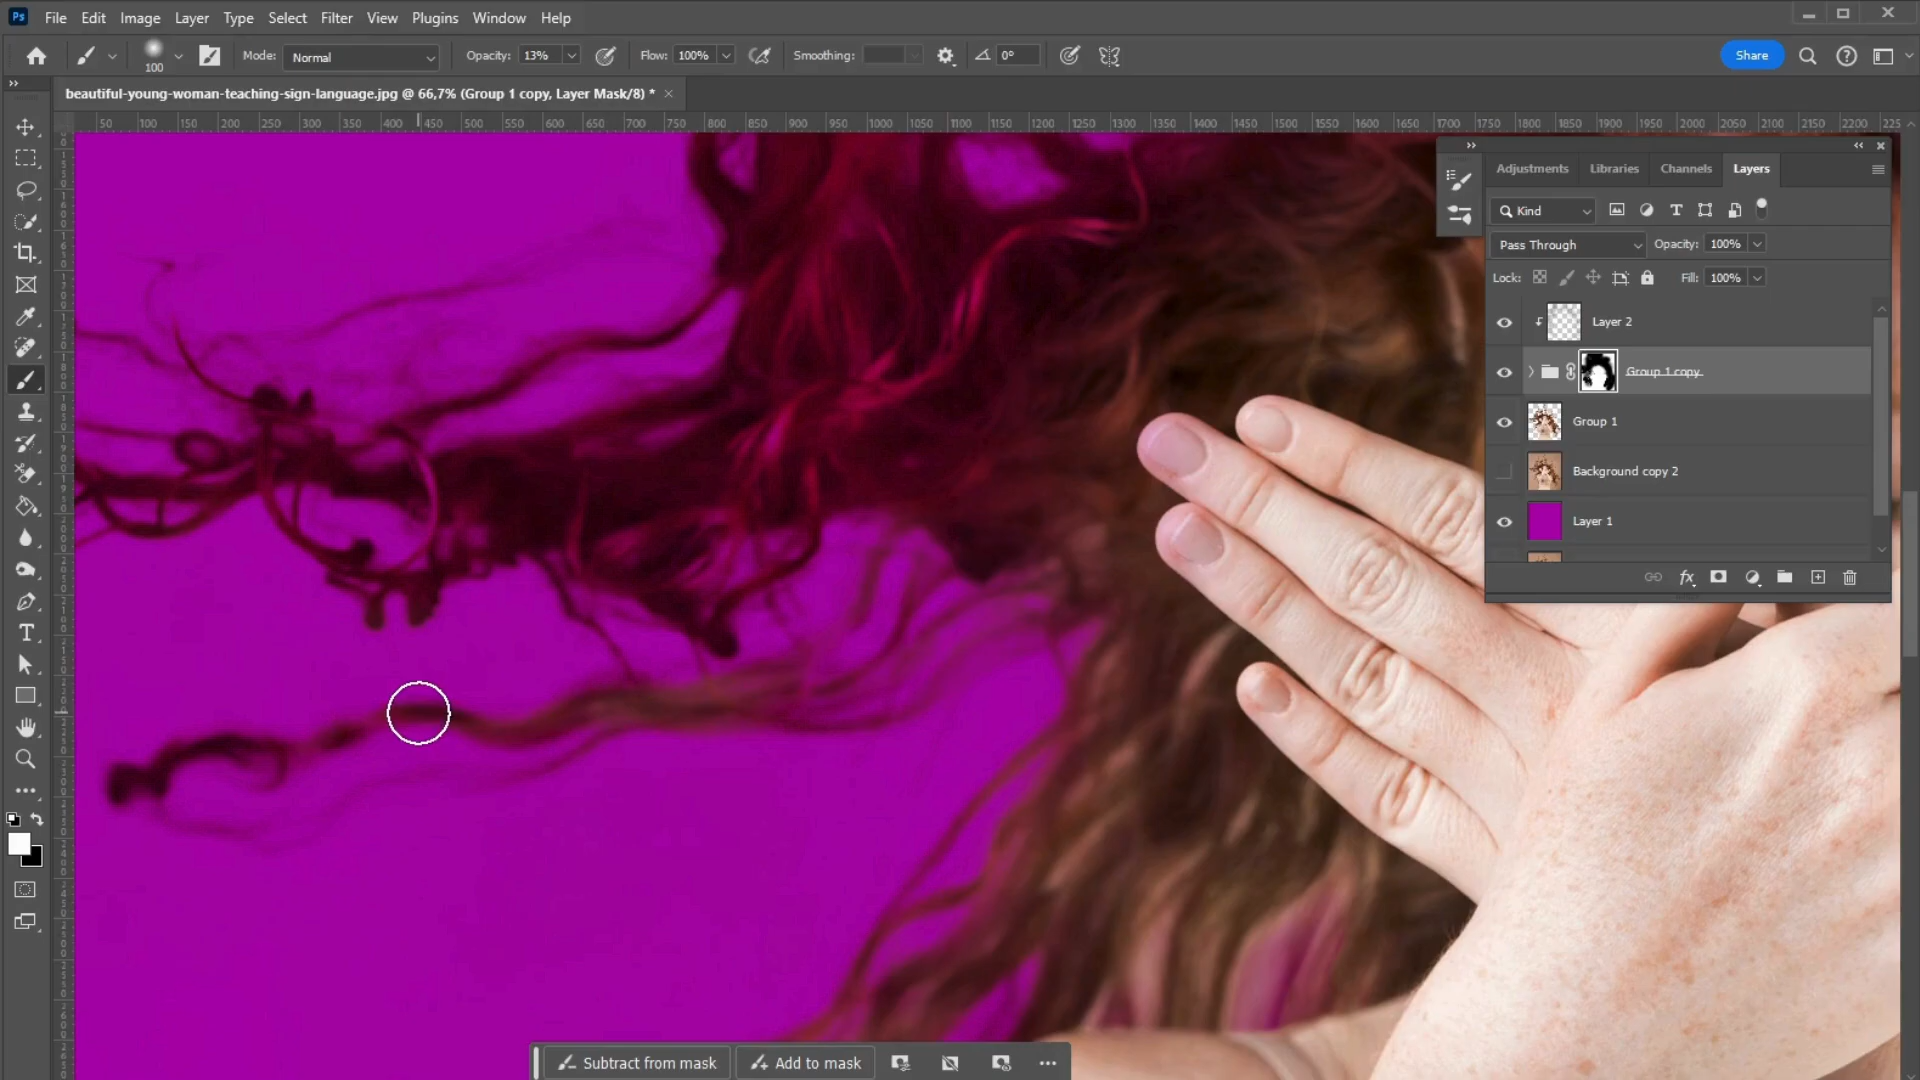 Ps File Edit Image Layer Type Select Filter View Plugins Window Help
100 Mode: Normal Opacity: 13% Flow: 100% Smoothing: 0° Share
beautiful-young-woman-teaching-sign-language.jpg @ 66,7% (Group 1 copy, Layer Mask/8) *
50 100 150 200 250 300 350 400 450 500 550 600 650 700 750 800 850 900 950 1000 1050 1100 1150 1200 1250 1300 1350 1400 1450 1500 1550 1600 1650 1700 1750 1800 1850 1900 1950 2000 2050 2100 2150 2200 225
Adjustments Libraries Channels Layers
Kind
Pass Through Opacity: 100%
Lock: Fill: 100%
Layer 2
Group 1 copy
Group 1
Background copy 2
Layer 1
fx
Subtract from mask Add to mask